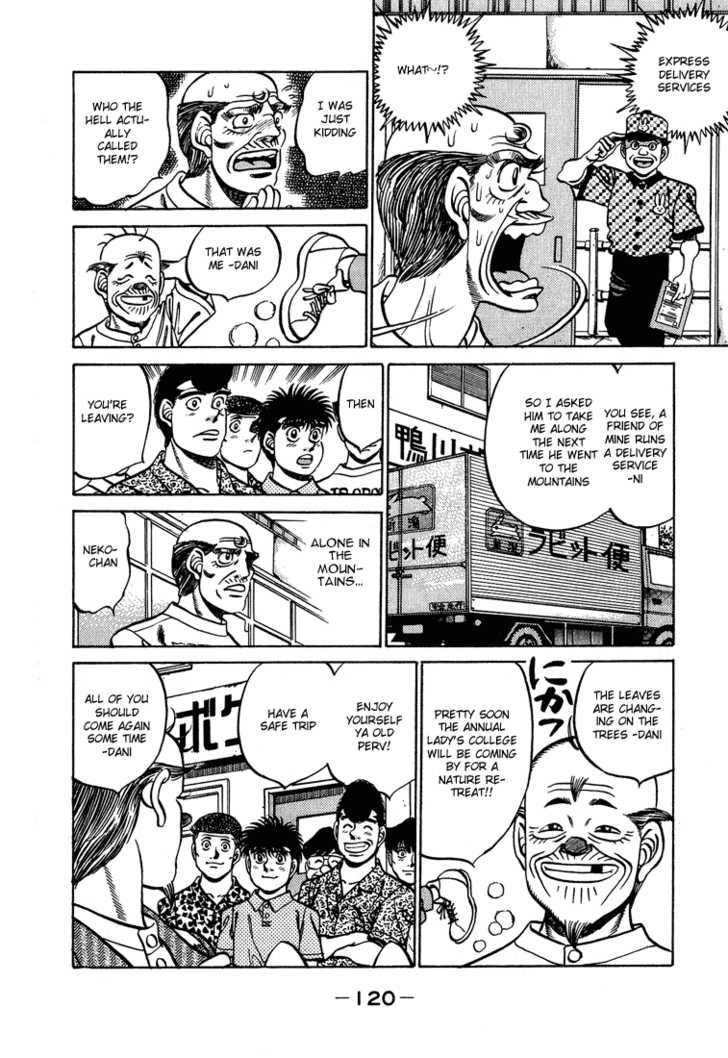 EXPRESS
DELIVERY
SERVICES
WHAT~!?
I WAS
JUST
KIDDING
WHO THE
HELL ACTU-
ALLY
CALLED
THEM!?
THAT WAS
ME -DANI
YOU SEE, A
FRIEND OF
MINE RUNS
A DELIVERY
SERVICE
-NI
SO I ASKED
HIM TO TAKE
ME ALONG
THE NEXT
TIME HE WENT
TO THE
MOUNTAINS
鴨川
ラビット便
ビット便
THEN
YOU'RE
LEAVING?
ALONE IN
THE
MOUN-
TAINS...
NEKO-
CHAN
THE LEAVES
ARE CHANG-
ING ON THE
TREES -DANI
にかっ
PRETTY SOON
THE ANNUAL
LADY'S COLLEGE
WILL BE COMING
BY FOR A
NATURE RE-
TREAT!!
ENJOY
YOURSELF
YA OLD
PERV!
HAVE A
SAFE TRIP
ALL OF YOU
SHOULD
COME AGAIN
SOME TIME -DANI
ボク
-120-